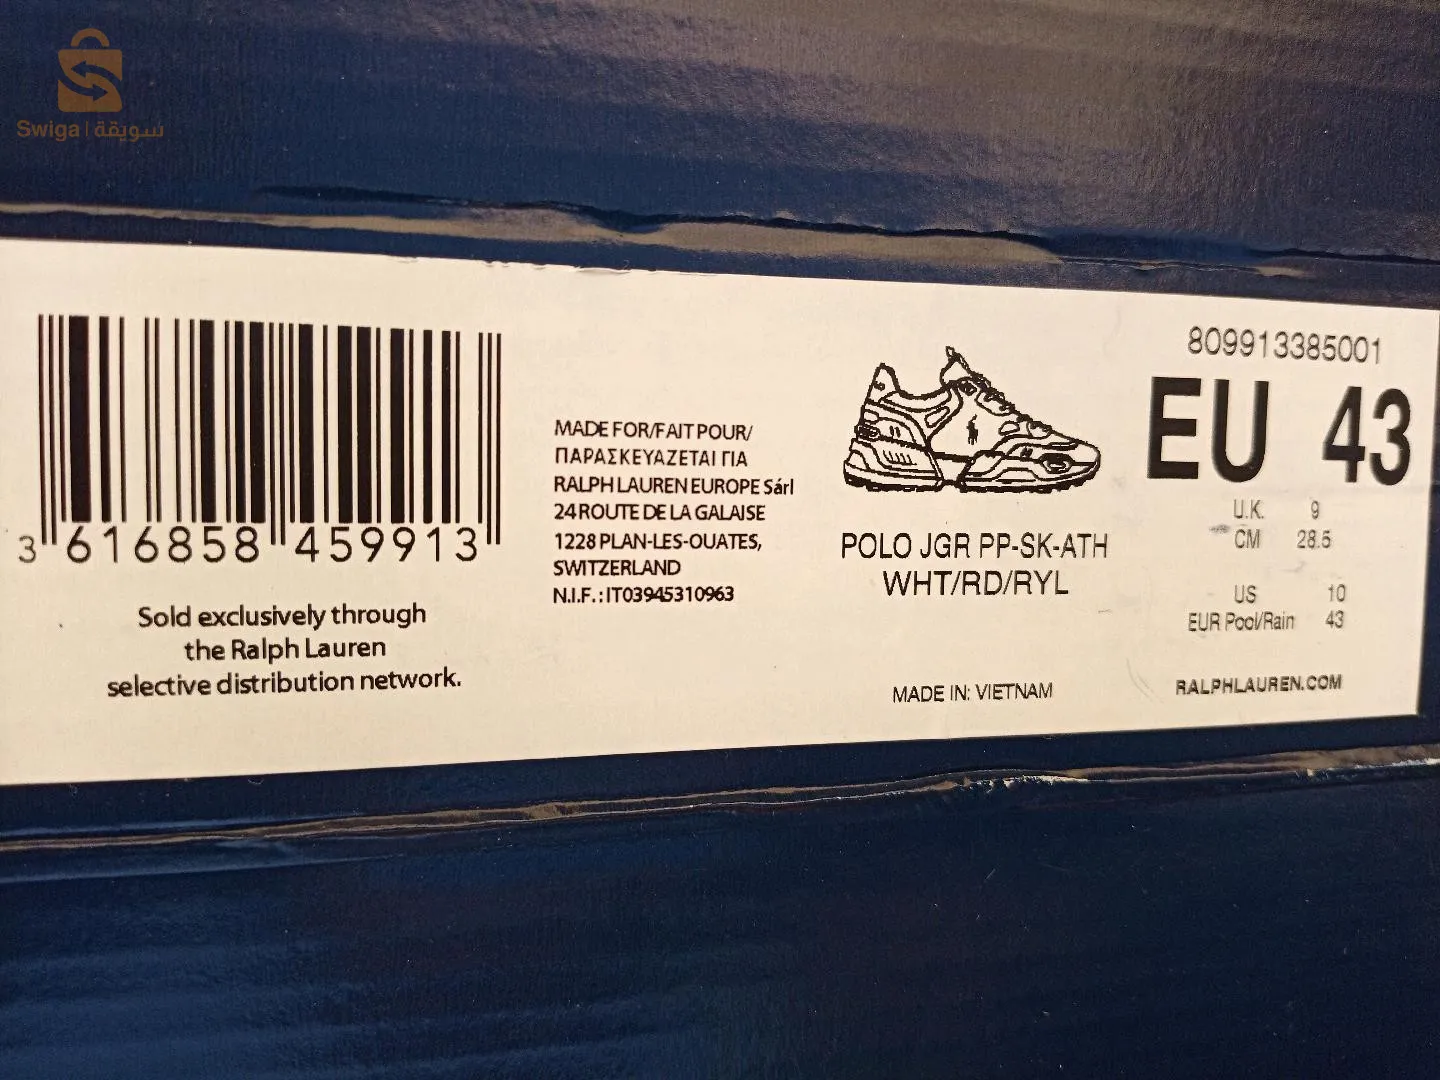 Swiga | سويقة
3 616858 459913
Sold exclusively through
the Ralph Lauren
selective distribution network.
MADE FOR/FAIT POUR/
ΠΑΡΑΣΚΕΥΑΖΕΤΑΙ ΓΙΑ
RALPH LAUREN EUROPE Sárl
24 ROUTE DE LA GALAISE
1228 PLAN-LES-OUATES,
SWITZERLAND
N.I.F.: IT03945310963
POLO JGR PP-SK-ATH
WHT/RD/RYL
MADE IN: VIETNAM
809913385001
EU 43
U.K. 9
CM 28.5
US 10
EUR Pool/Rain 43
RALPHLAUREN.COM